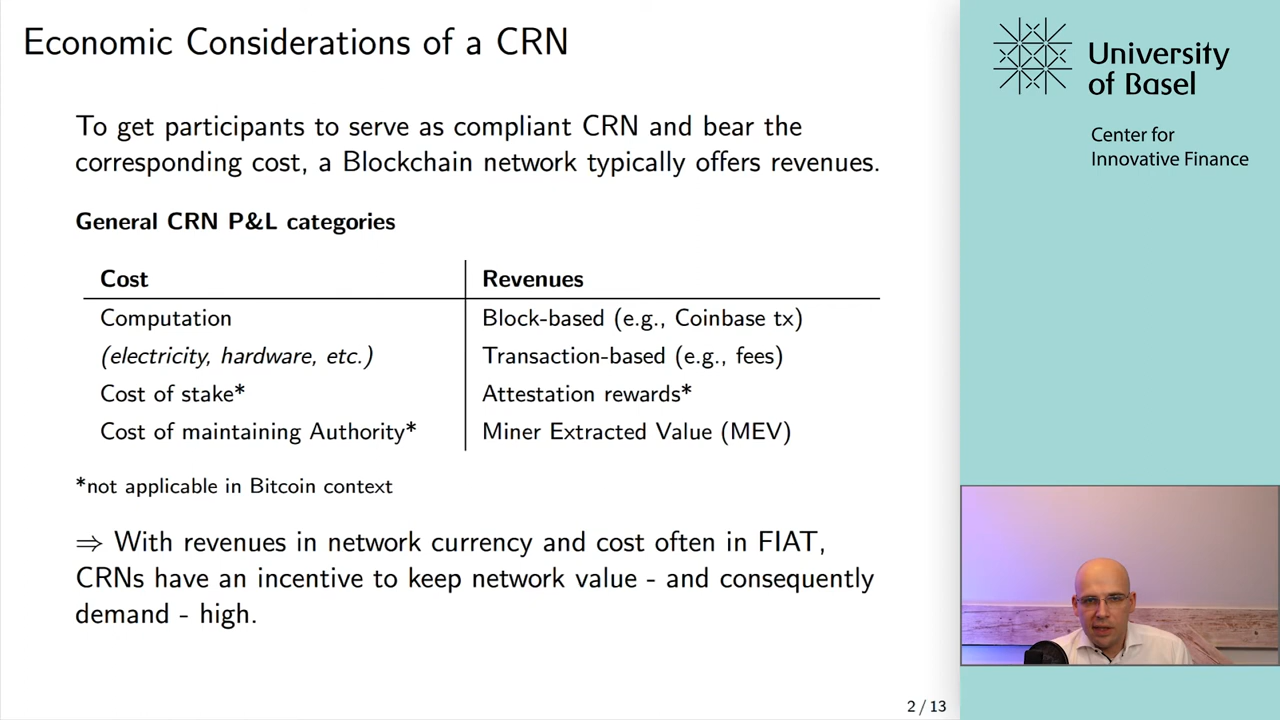 Economic Considerations of a CRN
To get participants to serve as compliant CRN and bear the
corresponding cost, a Blockchain network typically offers revenues.
General CRN P&L categories
Cost
Revenues
Computation
Block-based (e.g., Coinbase tx)
(electricity, hardware, etc.)
Transaction-based (e.g., fees)
Cost of stake*
Attestation rewards*
Cost of maintaining Authority*
Miner Extracted Value (MEV)
*not applicable in Bitcoin context
⇒ With revenues in network currency and cost often in FIAT,
CRNs have an incentive to keep network value - and consequently
demand - high.
2 / 13
University
of Basel
Center for
Innovative Finance